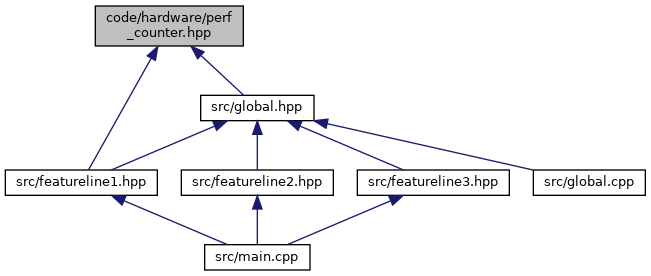 code/hardware/perf
_counter.hpp
src/global.hpp
src/featureline1.hpp
src/featureline2.hpp
src/featureline3.hpp
src/global.cpp
src/main.cpp